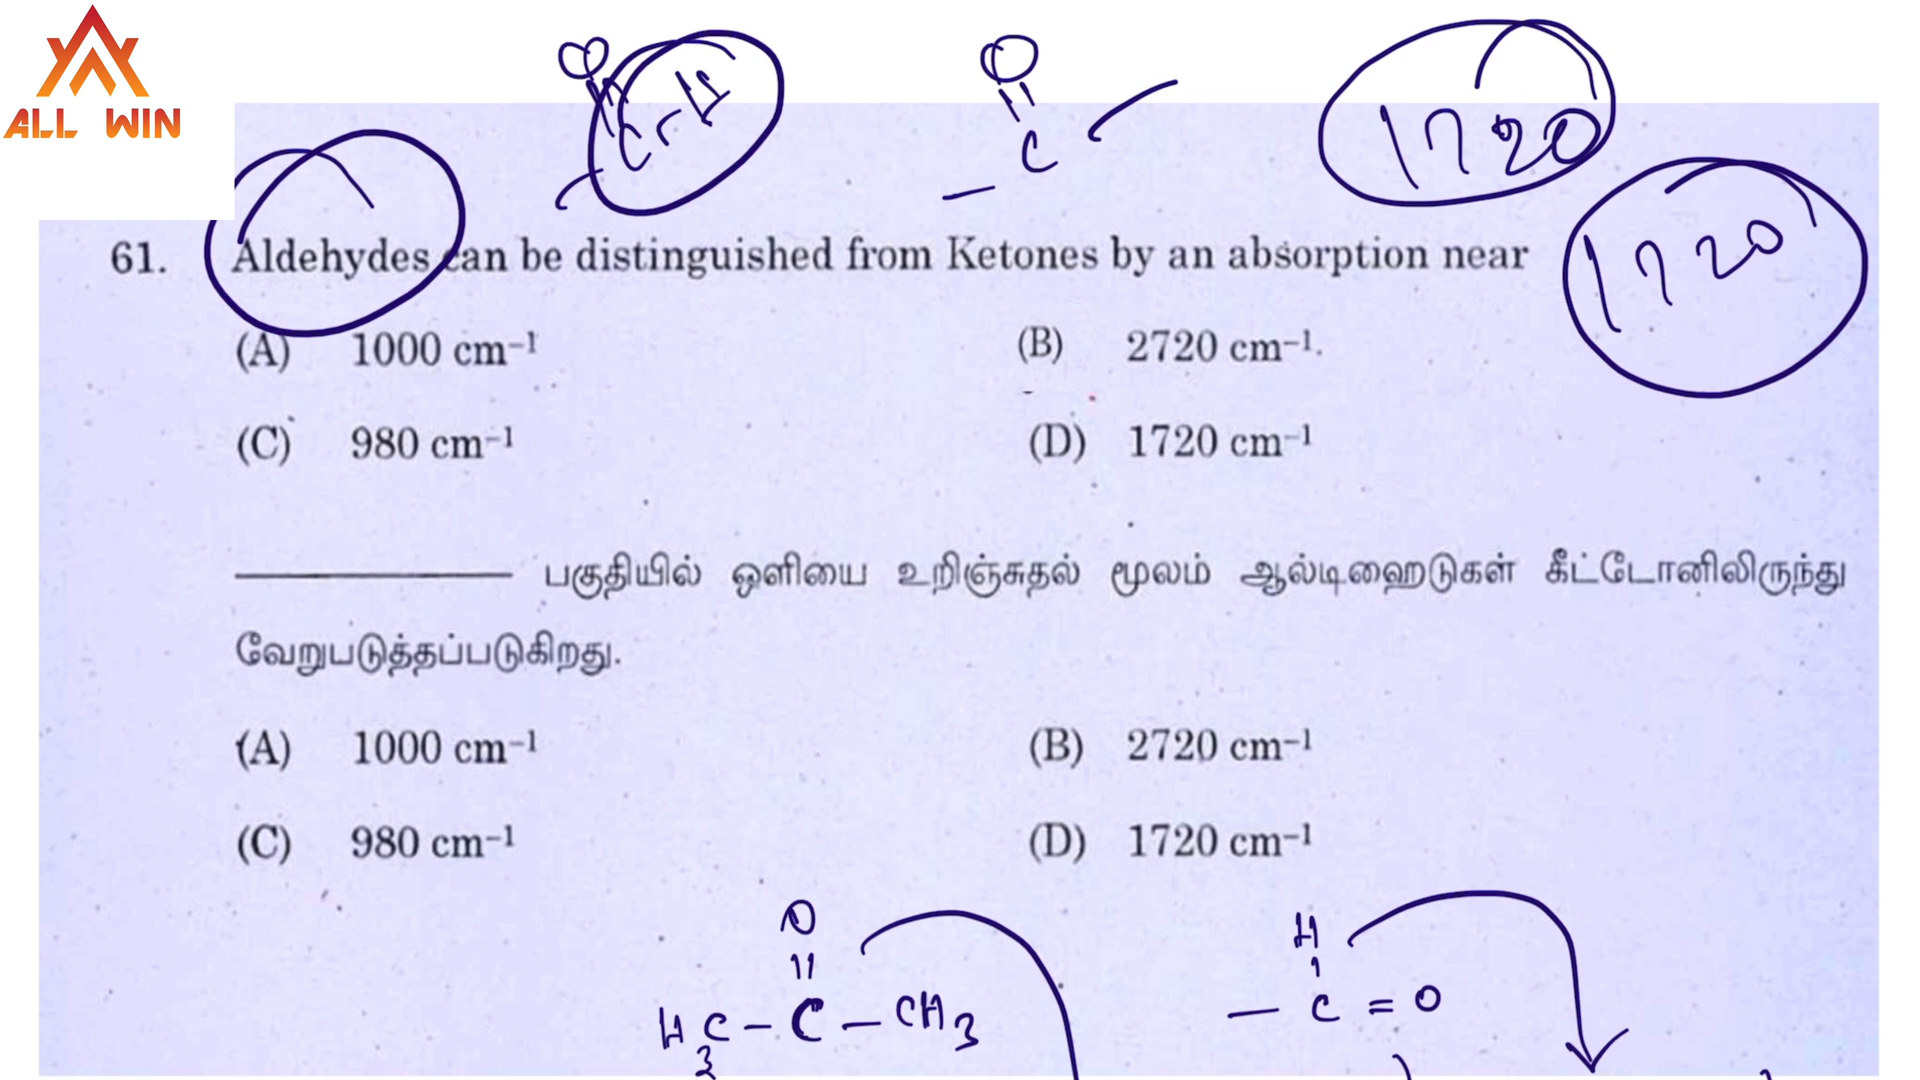 ALL WIN
O
C-H
O
C
1720
1720
61. Aldehydes can be distinguished from Ketones by an absorption near
(A) 1000 cm⁻¹ (B) 2720 cm⁻¹.
(C) 980 cm⁻¹ (D) 1720 cm⁻¹
பகுதியில் ஒளியை உறிஞ்சுதல் மூலம் ஆல்டிஹைடுகள் கீட்டோனிலிருந்து
வேறுபடுத்தப்படுகிறது.
(A) 1000 cm⁻¹ (B) 2720 cm⁻¹
(C) 980 cm⁻¹ (D) 1720 cm⁻¹
O
H₃C – C – CH₃
H
– C = O